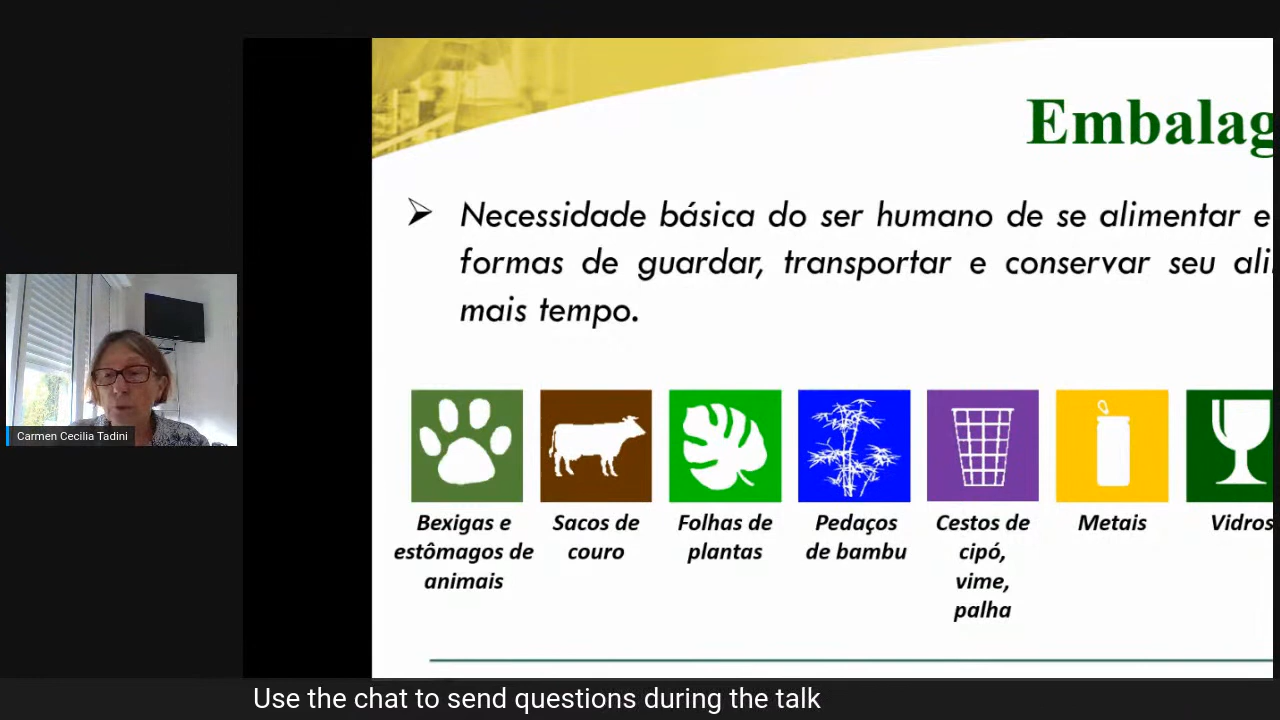 Embalag
Necessidade básica do ser humano de se alimentar e
formas de guardar, transportar e conservar seu ali
mais tempo.
Carmen Cecilia Tadini
Bexigas e
estômagos de
animais
Sacos de
couro
Folhas de
plantas
Pedaços
de bambu
Cestos de
cipó,
vime,
palha
Metais
Vidros
Use the chat to send questions during the talk